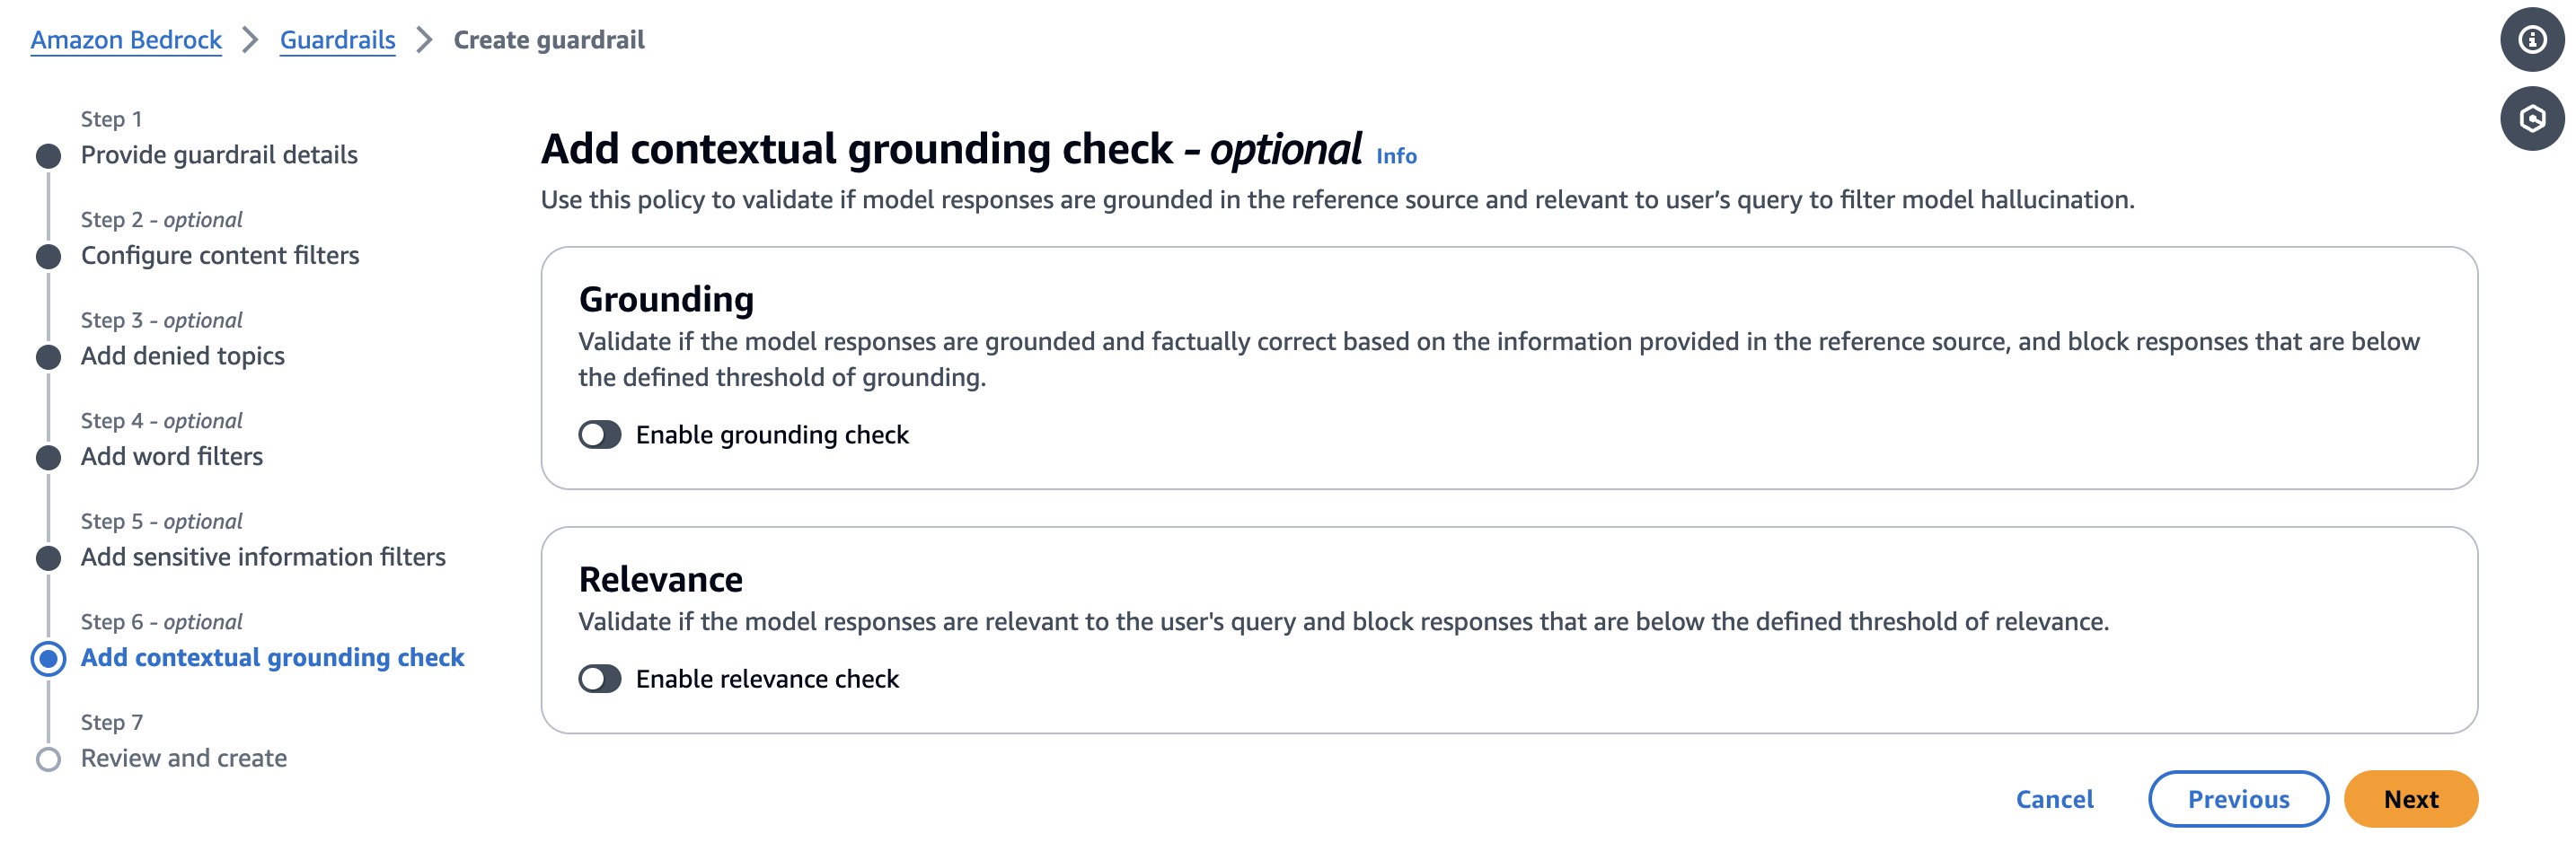 Amazon Bedrock > Guardrails > Create guardrail
Step 1
Provide guardrail details
Step 2 - optional
Configure content filters
Step 3 - optional
Add denied topics
Step 4 - optional
Add word filters
Step 5 - optional
Add sensitive information filters
Step 6 - optional
Add contextual grounding check
Step 7
Review and create
Add contextual grounding check - optional Info
Use this policy to validate if model responses are grounded in the reference source and relevant to user’s query to filter model hallucination.
Grounding
Validate if the model responses are grounded and factually correct based on the information provided in the reference source, and block responses that are below
the defined threshold of grounding.
Enable grounding check
Relevance
Validate if the model responses are relevant to the user's query and block responses that are below the defined threshold of relevance.
Enable relevance check
Cancel Previous Next